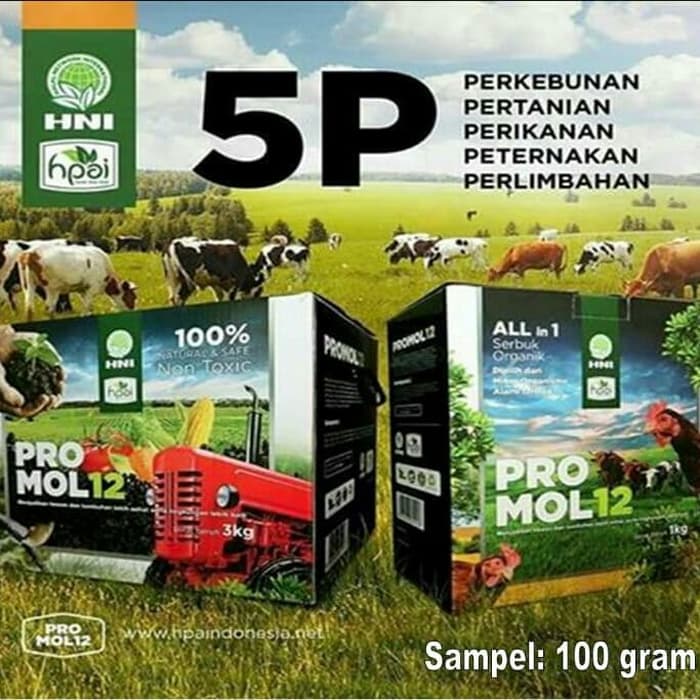 HNI
hpai
5P
PERKEBUNAN
PERTANIAN
PERIKANAN
PETERNAKAN
PERLIMBAHAN
100%
NATURAL & SAFE
Non Toxic
HNI
hpai
PRO
MOL12
3kg
PROMOL12
PROMOL12
ALL in 1
Serbuk
Organik
HNI
hpai
PRO
MOL12
1kg
PRO
MOL12
www.hpaindonesia.net
Sampel: 100 gram